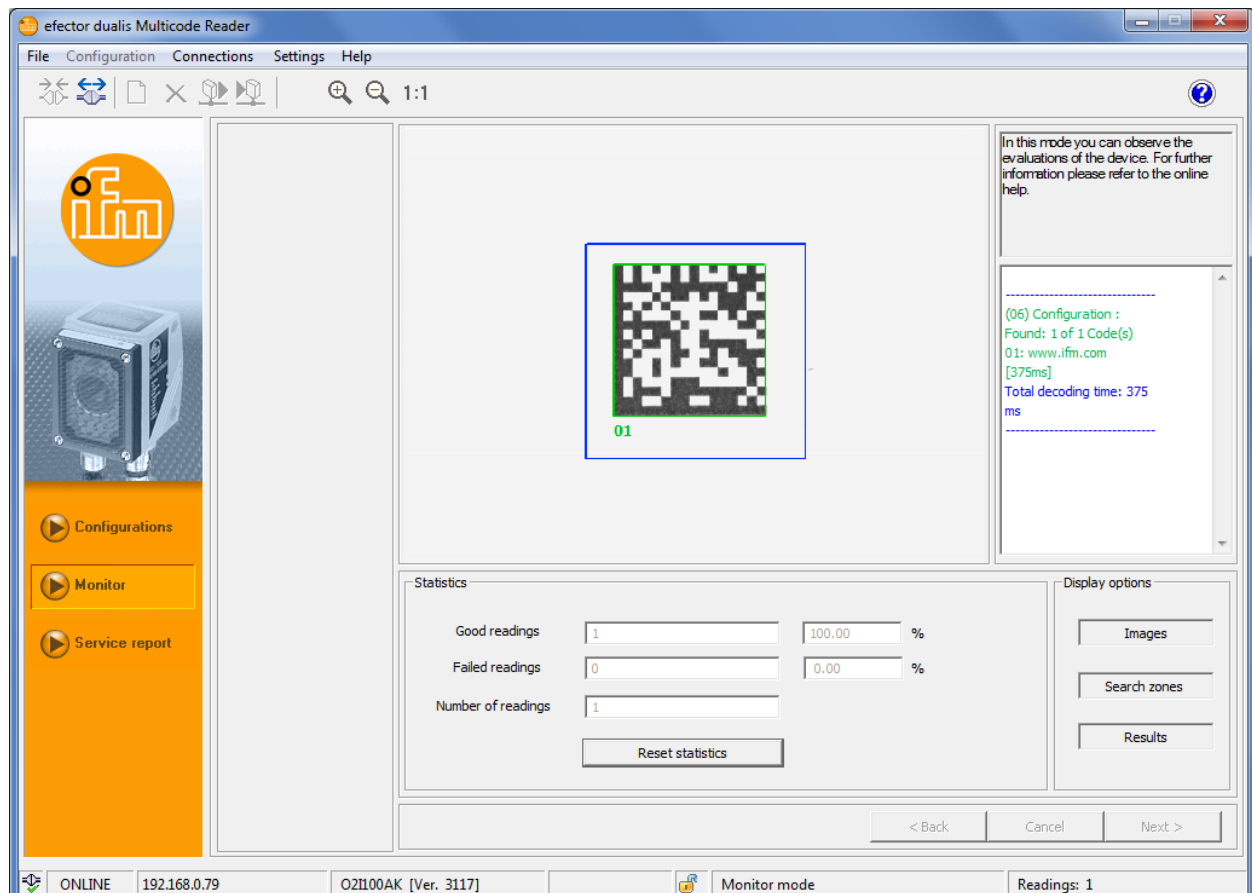 efector dualis Multicode Reader
File Configuration Connections Settings Help
1:1
?
ifm
In this mode you can observe the
evaluations of the device. For further
information please refer to the online
help.
------------------------------
(06) Configuration :
Found: 1 of 1 Code(s)
01: www.ifm.com
[375ms]
Total decoding time: 375
ms
------------------------------
01
Configurations
Monitor
Service report
Statistics
Good readings 1 100.00 %
Failed readings 0 0.00 %
Number of readings 1
Reset statistics
Display options
Images
Search zones
Results
< Back Cancel Next >
ONLINE 192.168.0.79 O2I100AK [Ver. 3117] Monitor mode Readings: 1